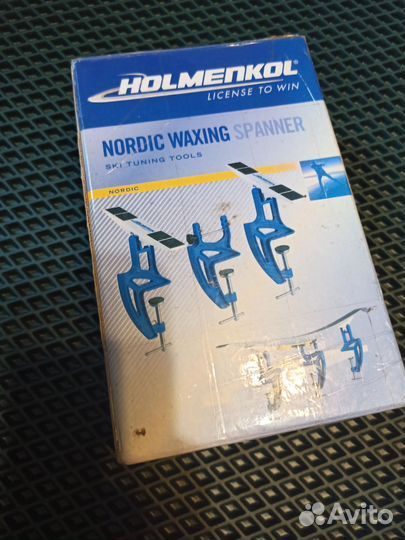 HOLMENKOL
LICENSE TO WIN
NORDIC WAXING SPANNER
SKI TUNING TOOLS
NORDIC
Avito